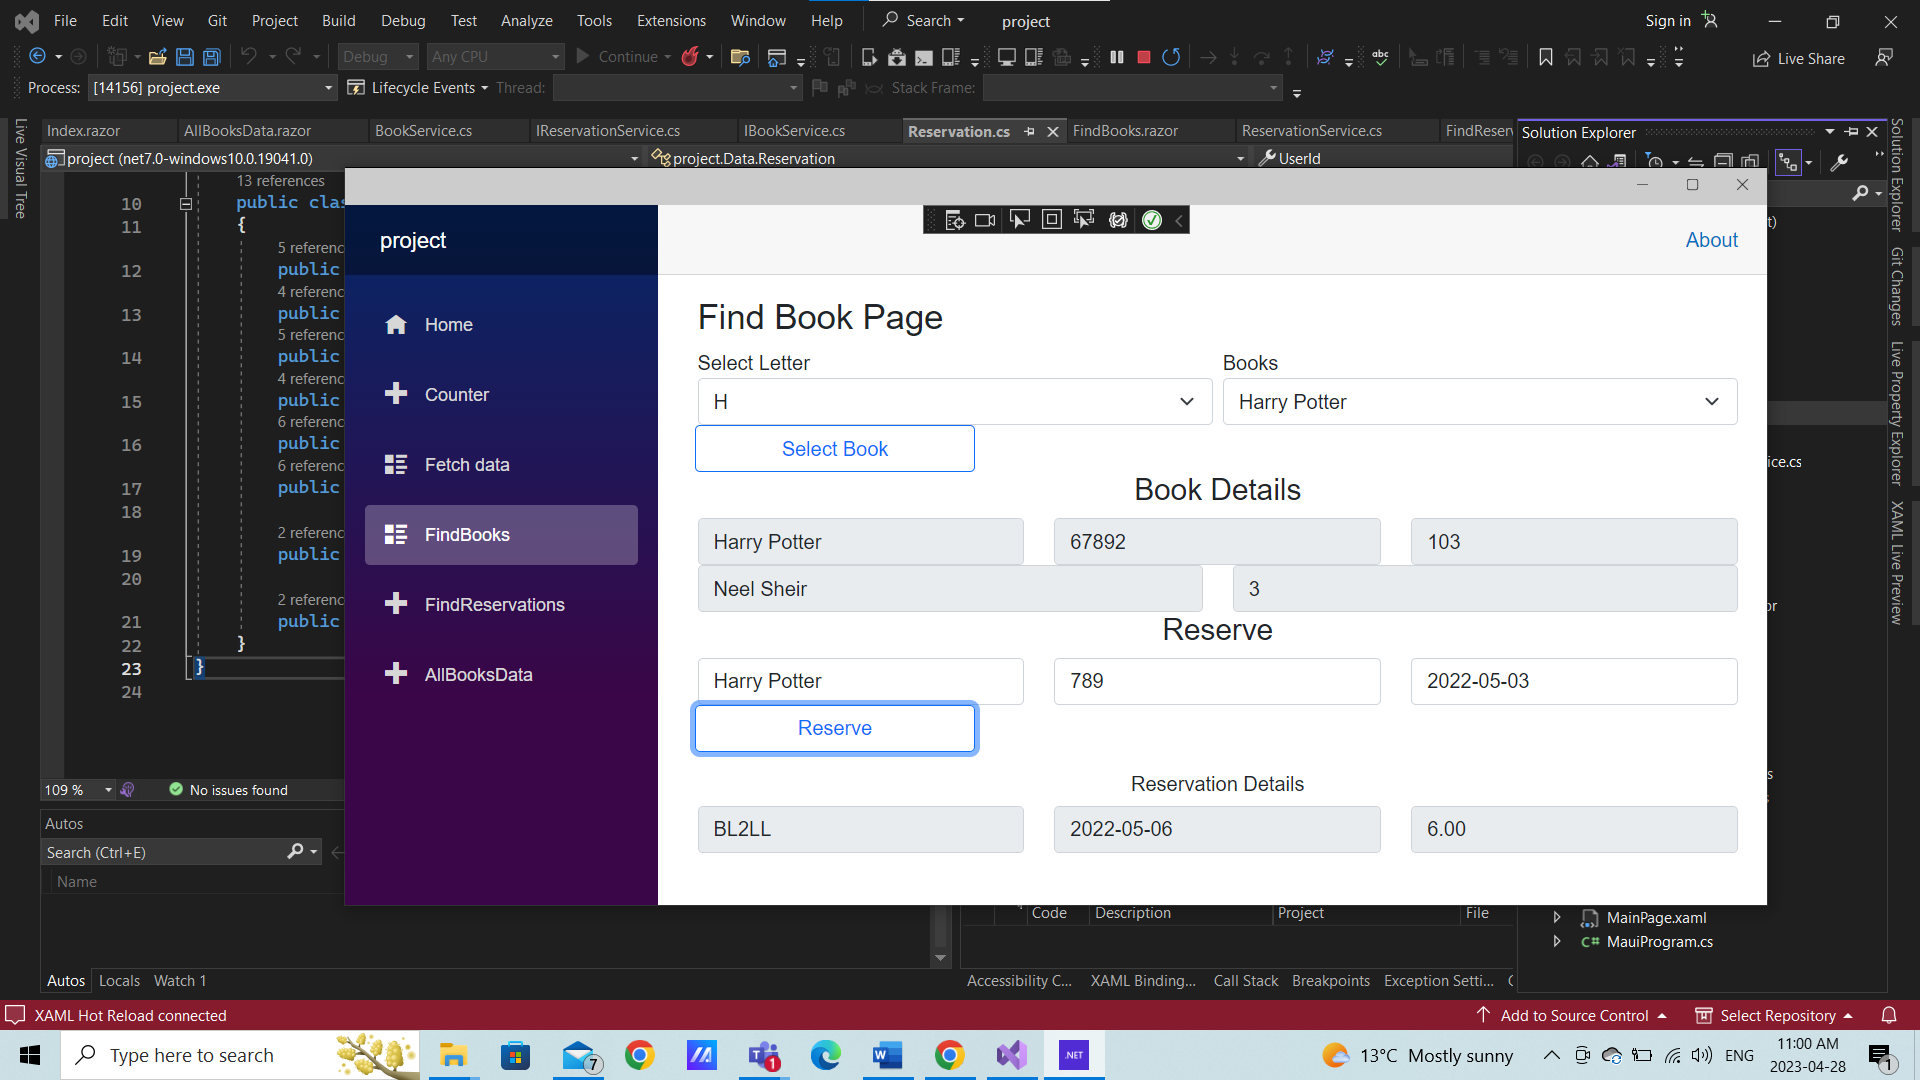 File Edit View Git Project Build Debug Test Analyze Tools Extensions Window Help Search project Sign in
Debug Any CPU Continue Live Share
Process: [14156] project.exe Lifecycle Events Thread: Stack Frame:
Index.razor AllBooksData.razor BookService.cs IReservationService.cs IBookService.cs Reservation.cs FindBooks.razor ReservationService.cs FindReserv
Solution Explorer
project (net7.0-windows10.0.19041.0) project.Data.Reservation UserId
Live Visual Tree
13 references
10 public clas
11 {
5 referenc
12 public
4 referenc
13 public
5 referenc
14 public
4 referenc
15 public
6 referenc
16 public
6 referenc
17 public
18
2 referenc
19 public
20
2 referenc
21 public
22 }
23 }
24
109 % No issues found
Autos
Search (Ctrl+E)
Name
Autos Locals Watch 1
project
Home
Counter
Fetch data
FindBooks
FindReservations
AllBooksData
About
Find Book Page
Select Letter Books
H Harry Potter
Select Book
Book Details
Harry Potter 67892 103
Neel Sheir 3
Reserve
Harry Potter 789 2022-05-03
Reserve
Reservation Details
BL2LL 2022-05-06 6.00
Code Description Project File
Accessibility C... XAML Binding... Call Stack Breakpoints Exception Setti...
t)
ice.cs
or
s
MainPage.xaml
C# MauiProgram.cs
Solution Explorer
Git Changes
Live Property Explorer
XAML Live Preview
XAML Hot Reload connected Add to Source Control Select Repository
Type here to search 7 1 .NET 13°C Mostly sunny ENG 11:00 AM
2023-04-28 1